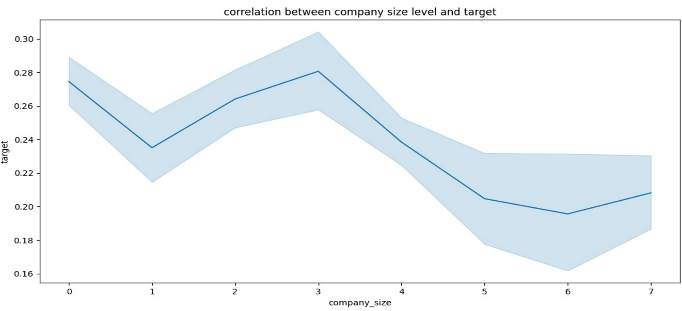 correlation between company size level and target
0.30
0.28
0.26
0.24
0.22
0.20
0.18
0.16
target
0 1 2 3 4 5 6 7
company_size